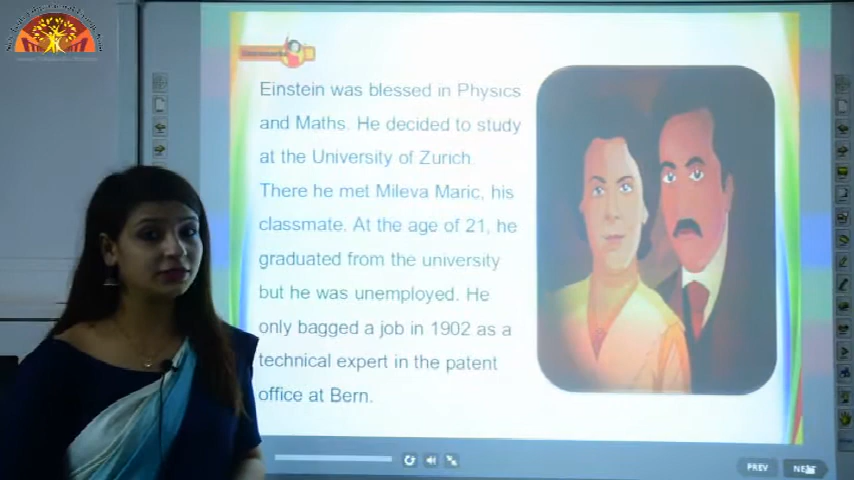 Einstein was blessed in Physics
and Maths. He decided to study
at the University of Zurich
There he met Mileva Maric, his
classmate. At the age of 21, he
graduated from the university
but he was unemployed. He
only bagged a job in 1902 as a
technical expert in the patent
office at Bern.
PREV
NEXT